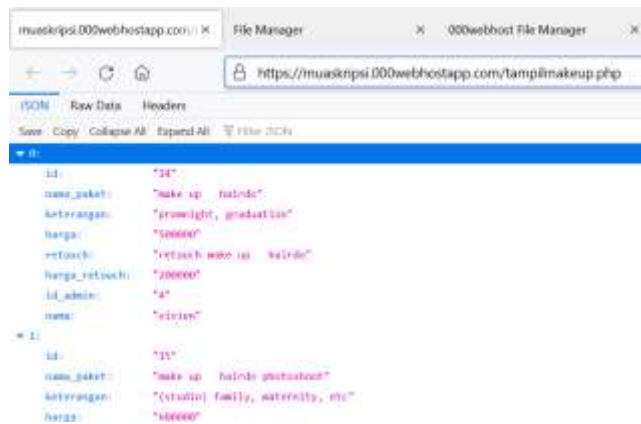 muaskripsi.000webhostapp.com/ × File Manager × 000webhost File Manager ×
https://muaskripsi.000webhostapp.com/tampilmakeup.php
JSON Raw Data Headers
Save Copy Collapse All Expand All Filter JSON
0:
id: "14"
nama_paket: "make up hairdo"
keterangan: "promnight, graduation"
harga: "500000"
retouch: "retouch make up hairdo"
harga_retouch: "200000"
id_admin: "4"
nama: "vivien"
1:
id: "15"
nama_paket: "make up hairdo photoshoot"
keterangan: "(studio) family, maternity, etc"
harga: "600000"